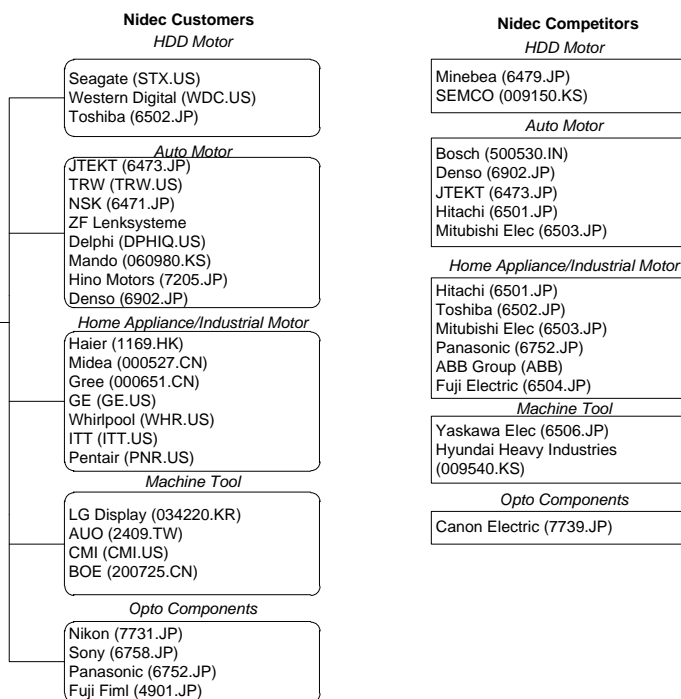 Nidec Customers
HDD Motor
Seagate (STX.US)
Western Digital (WDC.US)
Toshiba (6502.JP)
Auto Motor
JTEKT (6473.JP)
TRW (TRW.US)
NSK (6471.JP)
ZF Lenksysteme
Delphi (DPHIQ.US)
Mando (060980.KS)
Hino Motors (7205.JP)
Denso (6902.JP)
Home Appliance/Industrial Motor
Haier (1169.HK)
Midea (000527.CN)
Gree (000651.CN)
GE (GE.US)
Whirlpool (WHR.US)
ITT (ITT.US)
Pentair (PNR.US)
Machine Tool
LG Display (034220.KR)
AUO (2409.TW)
CMI (CMI.US)
BOE (200725.CN)
Opto Components
Nikon (7731.JP)
Sony (6758.JP)
Panasonic (6752.JP)
Fuji Fiml (4901.JP)
Nidec Competitors
HDD Motor
Minebea (6479.JP)
SEMCO (009150.KS)
Auto Motor
Bosch (500530.IN)
Denso (6902.JP)
JTEKT (6473.JP)
Hitachi (6501.JP)
Mitubishi Elec (6503.JP)
Home Appliance/Industrial Motor
Hitachi (6501.JP)
Toshiba (6502.JP)
Mitubishi Elec (6503.JP)
Panasonic (6752.JP)
ABB Group (ABB)
Fuji Electric (6504.JP)
Machine Tool
Yaskawa Elec (6506.JP)
Hyundai Heavy Industries
(009540.KS)
Opto Components
Canon Electric (7739.JP)